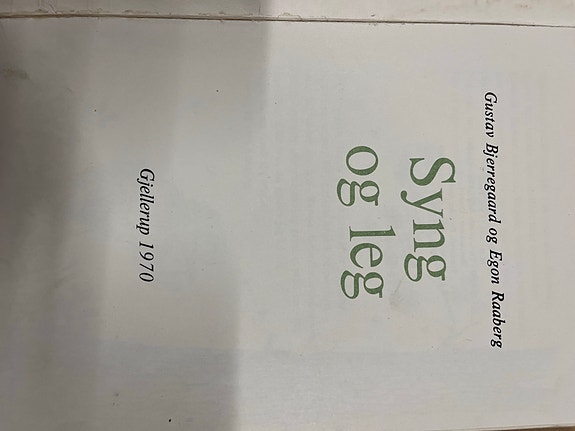 Gustav Bjerregaard og Egon Raaberg
Syng
og leg
Gjellerup 1970